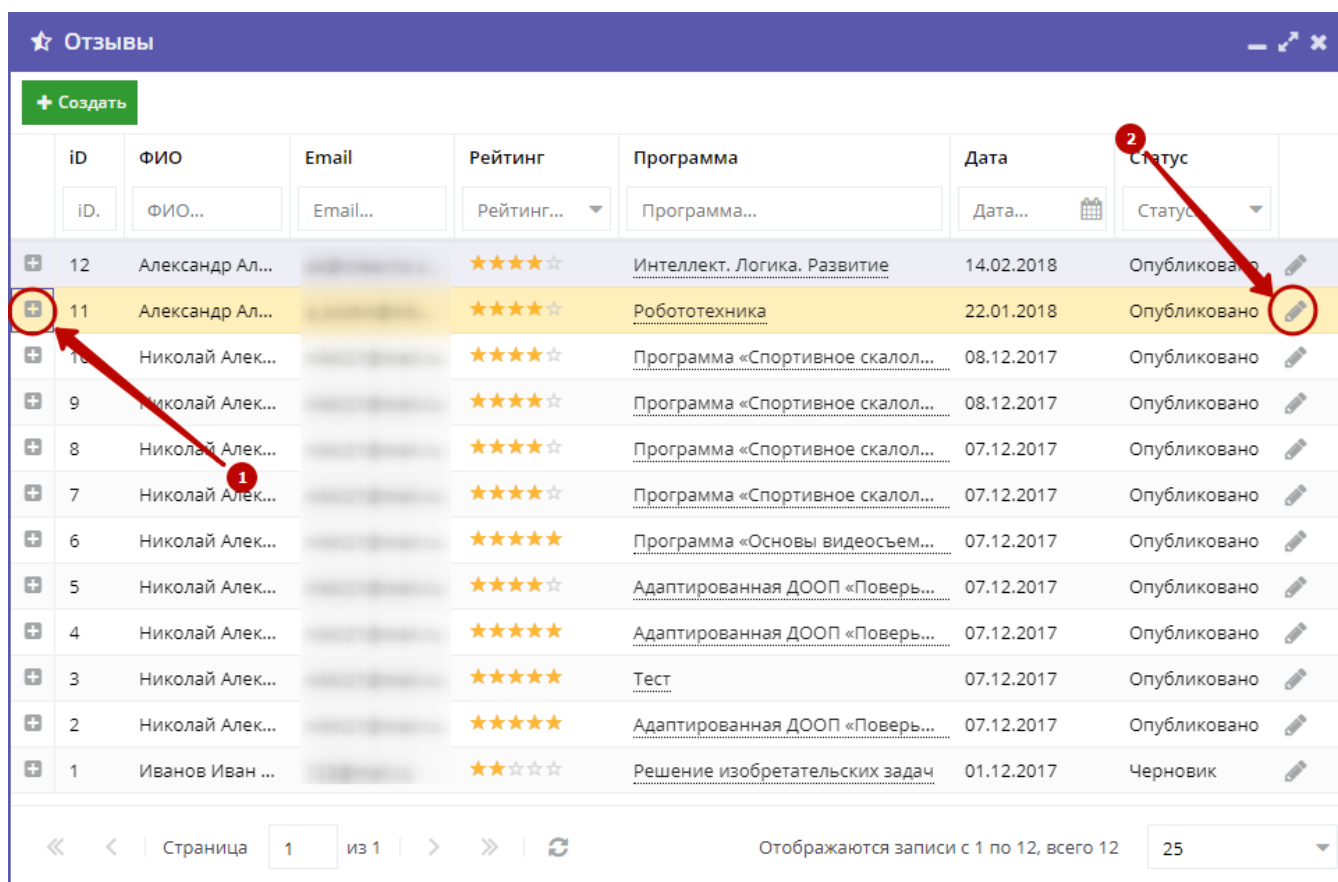 Отзывы
Создать
iD ФИО Email Рейтинг Программа Дата Статус
iD. ФИО... Email... Рейтинг... Программа... Дата... Статус
2
12 Александр Ал... Интеллект. Логика. Развитие 14.02.2018 Опубликовано
11 Александр Ал... Робототехника 22.01.2018 Опубликовано
10 Николай Алек... Программа «Спортивное скалол... 08.12.2017 Опубликовано
9 Николай Алек... Программа «Спортивное скалол... 08.12.2017 Опубликовано
8 Николай Алек... Программа «Спортивное скалол... 07.12.2017 Опубликовано
1
7 Николай Алек... Программа «Спортивное скалол... 07.12.2017 Опубликовано
6 Николай Алек... Программа «Основы видеосъем... 07.12.2017 Опубликовано
5 Николай Алек... Адаптированная ДООП «Поверь... 07.12.2017 Опубликовано
4 Николай Алек... Адаптированная ДООП «Поверь... 07.12.2017 Опубликовано
3 Николай Алек... Тест 07.12.2017 Опубликовано
2 Николай Алек... Адаптированная ДООП «Поверь... 07.12.2017 Опубликовано
1 Иванов Иван ... Решение изобретательских задач 01.12.2017 Черновик
Страница 1 из 1 Отображаются записи с 1 по 12, всего 12 25